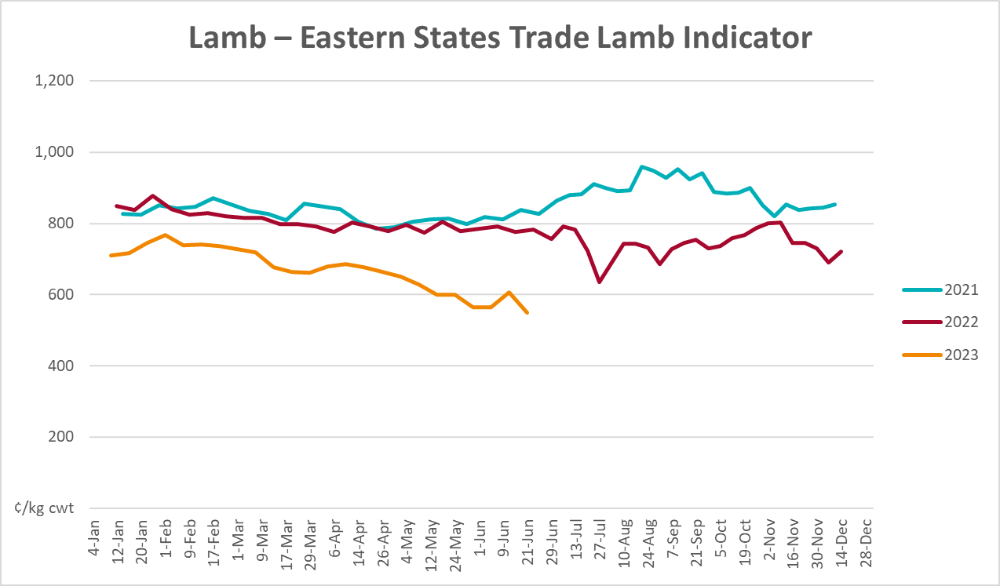 Lamb – Eastern States Trade Lamb Indicator
1,200
1,000
800
600
400
200
¢/kg cwt
4-Jan
12-Jan
20-Jan
1-Feb
9-Feb
17-Feb
1-Mar
9-Mar
17-Mar
29-Mar
6-Apr
14-Apr
26-Apr
4-May
12-May
24-May
1-Jun
9-Jun
21-Jun
29-Jun
13-Jul
27-Jul
10-Aug
24-Aug
7-Sep
21-Sep
5-Oct
19-Oct
2-Nov
16-Nov
30-Nov
14-Dec
28-Dec
2021
2022
2023